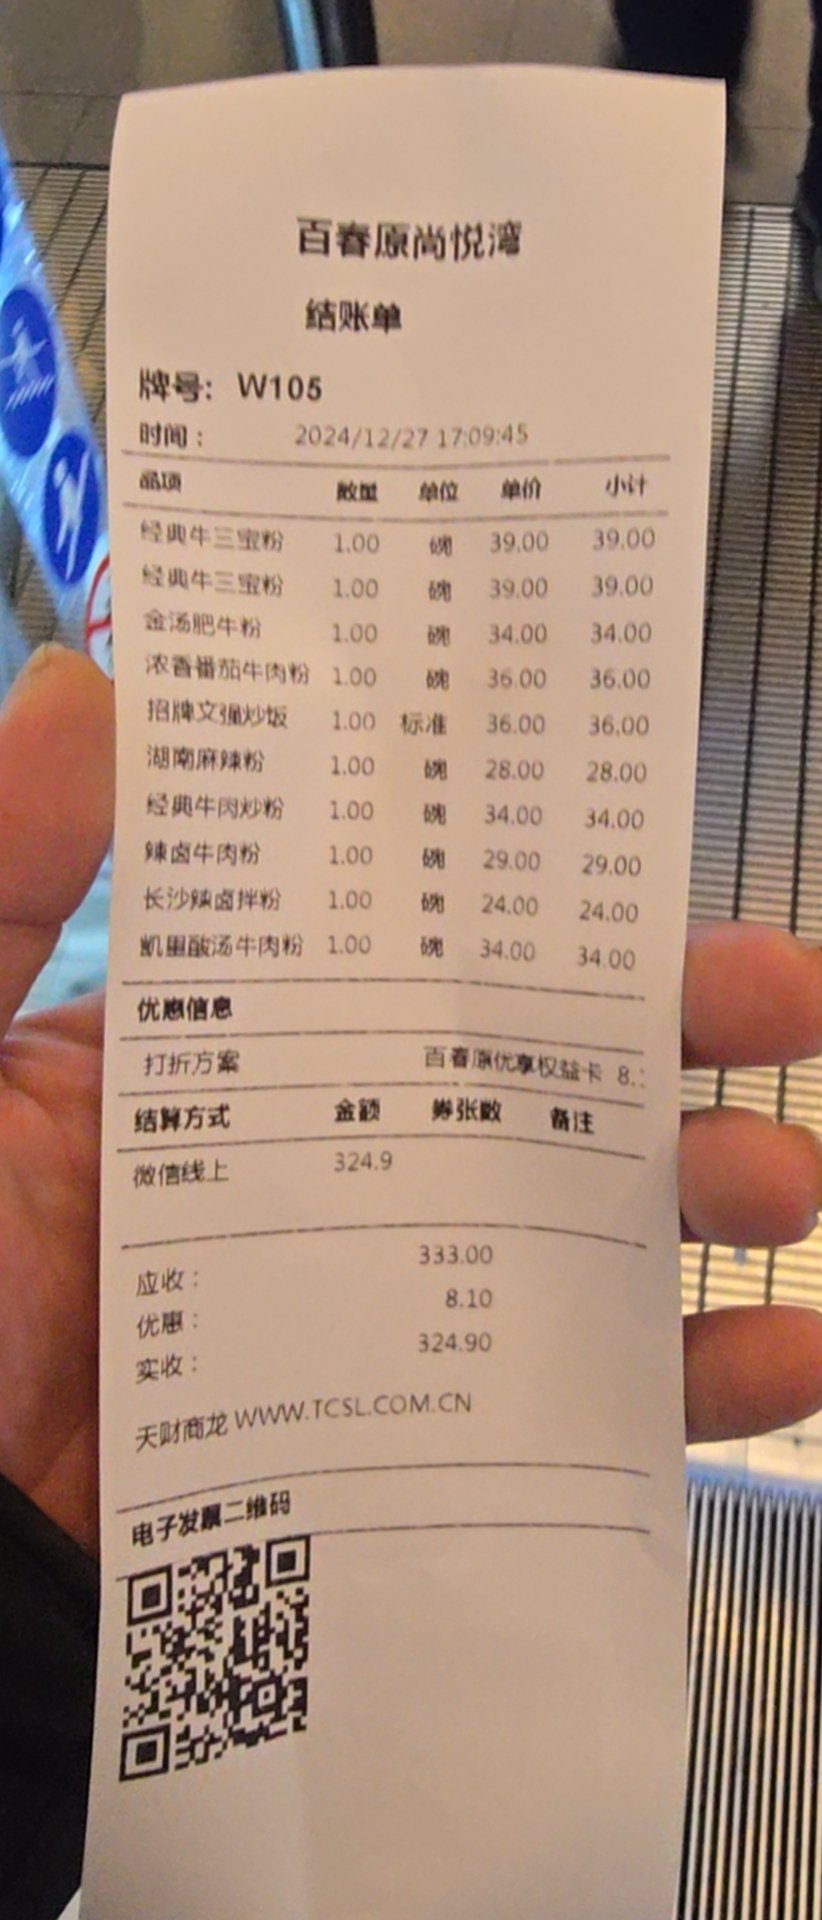 百春原尚悦湾
结账单
牌号: W105
时间: 2024/12/27 17:09:45
品项 数量 单位 单价 小计
经典牛三宝粉 1.00 碗 39.00 39.00
经典牛三宝粉 1.00 碗 39.00 39.00
金汤肥牛粉 1.00 碗 34.00 34.00
浓香番茄牛肉粉 1.00 碗 36.00 36.00
招牌文强炒饭 1.00 标准 36.00 36.00
湖南麻辣粉 1.00 碗 28.00 28.00
经典牛肉炒粉 1.00 碗 34.00 34.00
辣卤牛肉粉 1.00 碗 29.00 29.00
长沙辣卤拌粉 1.00 碗 24.00 24.00
凯里酸汤牛肉粉 1.00 碗 34.00 34.00
优惠信息
打折方案 百春原优享权益卡 8.
结算方式 金额 券张数 备注
微信线上 324.9
应收: 333.00
优惠: 8.10
实收: 324.90
天财商龙 WWW.TCSL.COM.CN
电子发票二维码